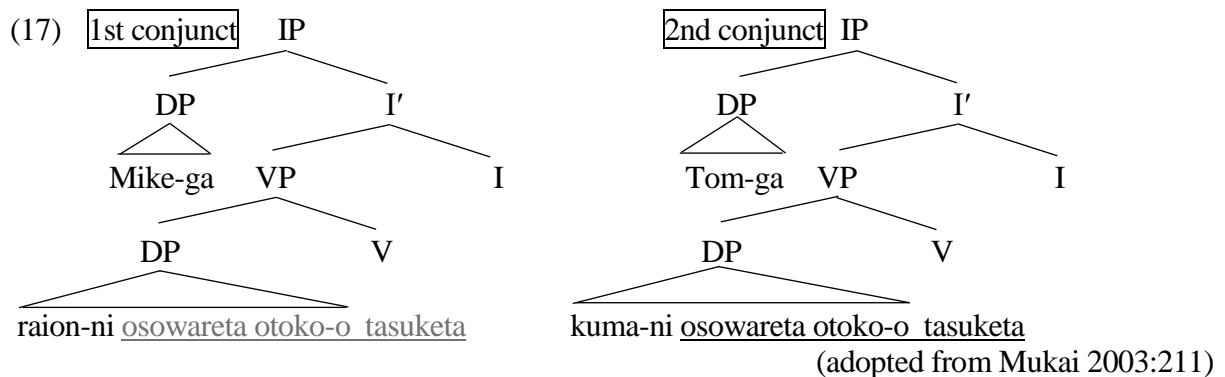 (17) 1st conjunct IP 2nd conjunct IP
DP I′ DP I′
Mike-ga VP I Tom-ga VP I
DP V DP V
raion-ni osowareta otoko-o tasuketa kuma-ni osowareta otoko-o tasuketa
(adopted from Mukai 2003:211)